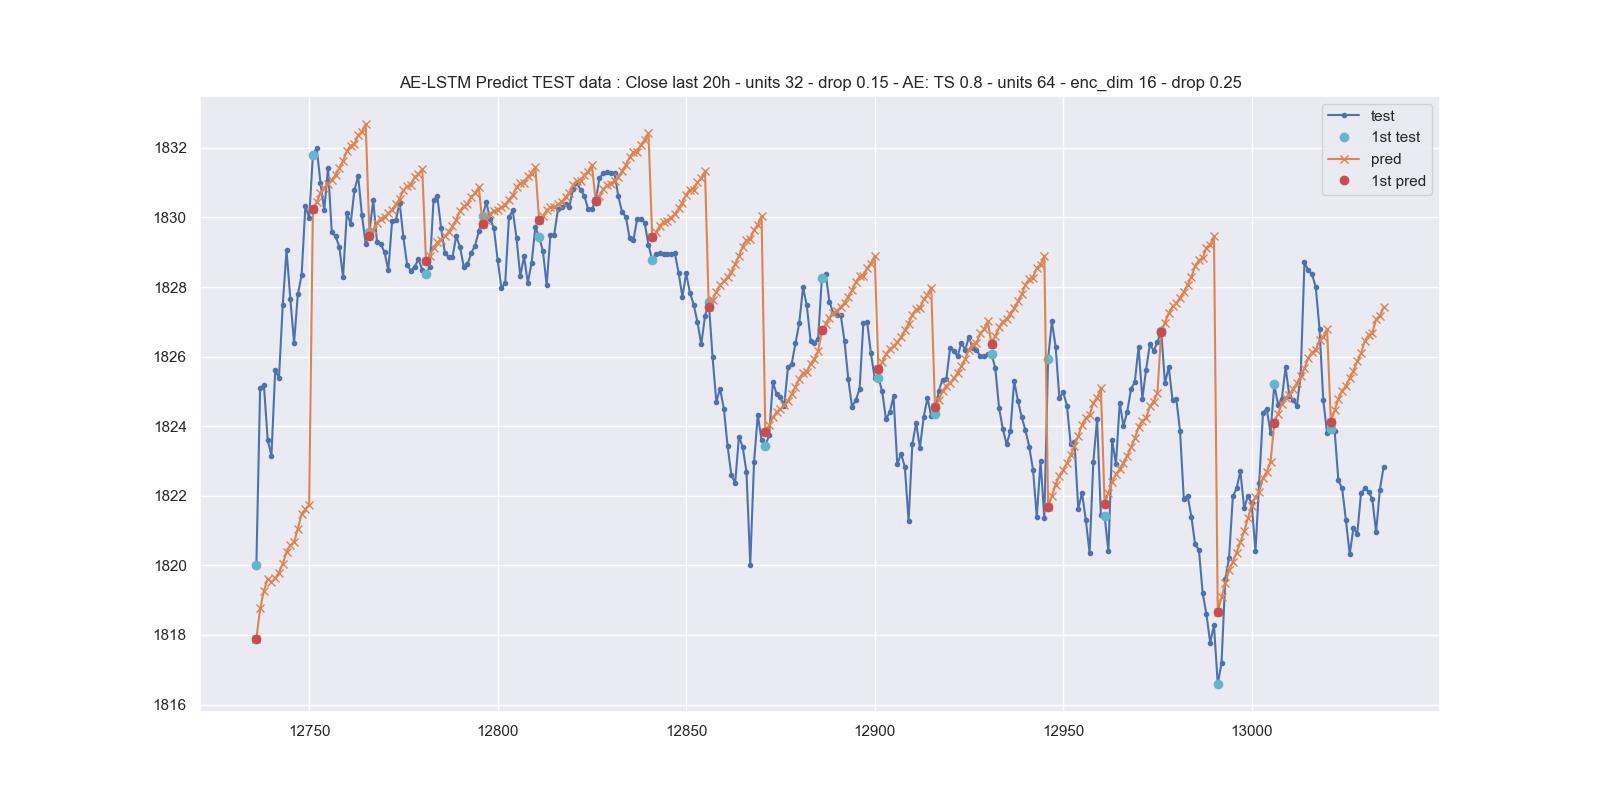 AE-LSTM Predict TEST data : Close last 20h - units 32 - drop 0.15 - AE: TS 0.8 - units 64 - enc_dim 16 - drop 0.25
test
1st test
pred
1st pred
1832
1830
1828
1826
1824
1822
1820
1818
1816
12750 12800 12850 12900 12950 13000